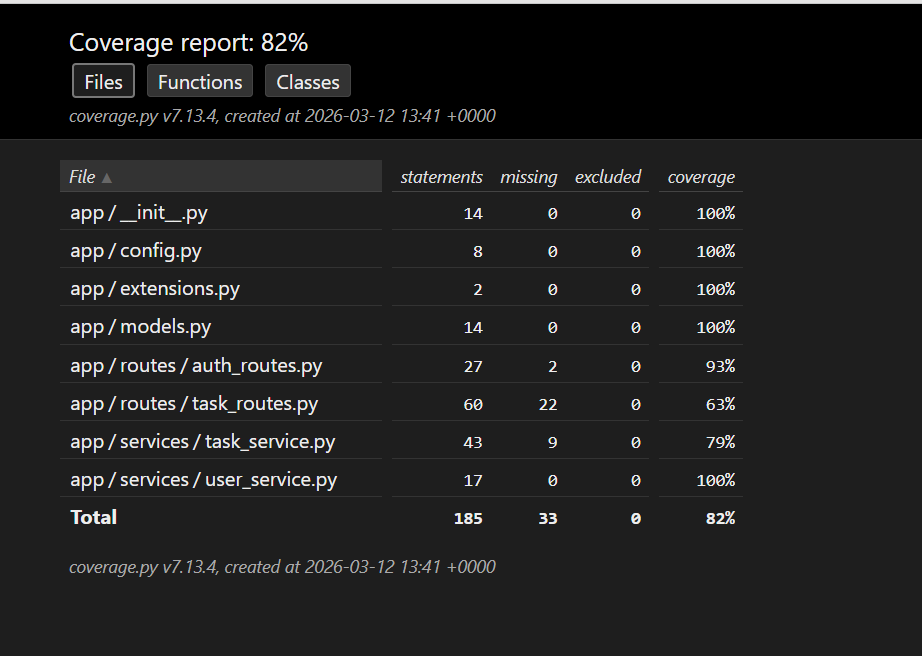 Coverage report: 82%
Files Functions Classes
coverage.py v7.13.4, created at 2026-03-12 13:41 +0000
File ▲ statements missing excluded coverage
app / __init__.py 14 0 0 100%
app / config.py 8 0 0 100%
app / extensions.py 2 0 0 100%
app / models.py 14 0 0 100%
app / routes / auth_routes.py 27 2 0 93%
app / routes / task_routes.py 60 22 0 63%
app / services / task_service.py 43 9 0 79%
app / services / user_service.py 17 0 0 100%
Total 185 33 0 82%
coverage.py v7.13.4, created at 2026-03-12 13:41 +0000